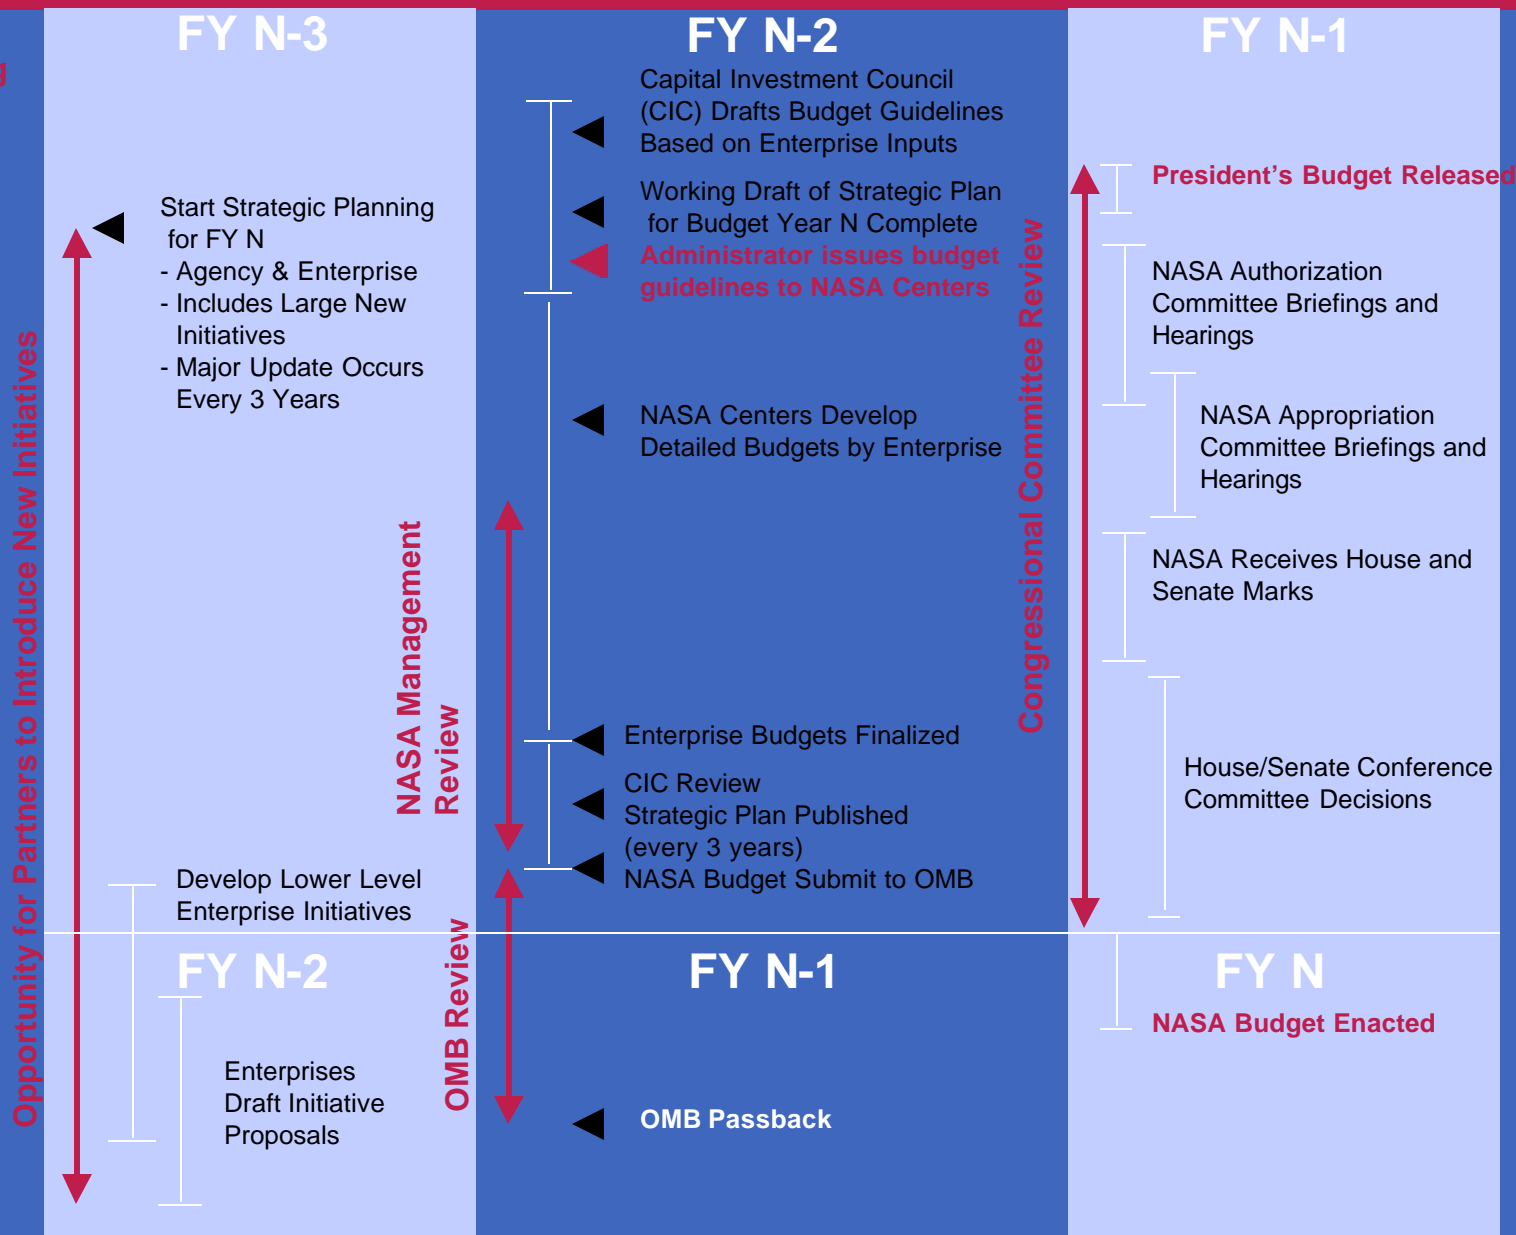 FY N-3
Start Strategic Planning
for FY N
- Agency & Enterprise
- Includes Large New
Initiatives
- Major Update Occurs
Every 3 Years
Opportunity for Partners to Introduce New Initiatives
Develop Lower Level
Enterprise Initiatives
FY N-2
Enterprises
Draft Initiative
Proposals
FY N-2
Capital Investment Council
(CIC) Drafts Budget Guidelines
Based on Enterprise Inputs
Working Draft of Strategic Plan
for Budget Year N Complete
Administrator issues budget
guidelines to NASA Centers
NASA Centers Develop
Detailed Budgets by Enterprise
NASA Management
Review
Enterprise Budgets Finalized
CIC Review
Strategic Plan Published
(every 3 years)
NASA Budget Submit to OMB
OMB Review
FY N-1
OMB Passback
FY N-1
Congressional Committee Review
President’s Budget Released
NASA Authorization
Committee Briefings and
Hearings
NASA Appropriation
Committee Briefings and
Hearings
NASA Receives House and
Senate Marks
House/Senate Conference
Committee Decisions
FY N
NASA Budget Enacted